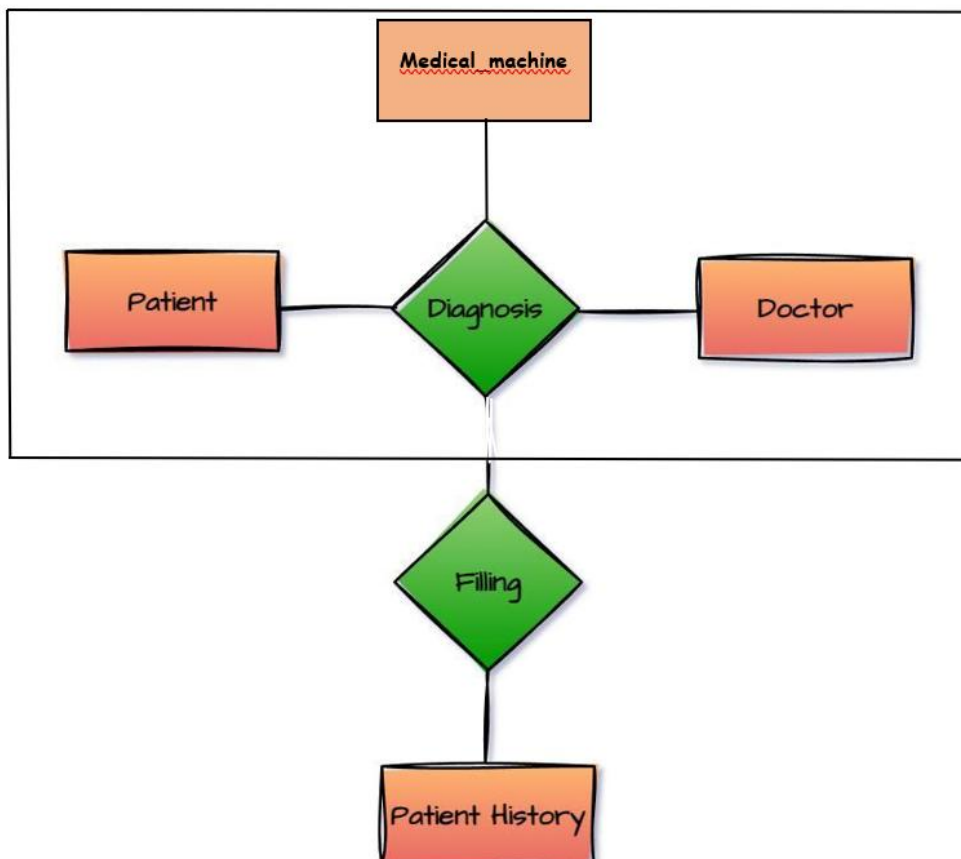 Medical_machine
Patient
Diagnosis
Doctor
Filling
Patient History